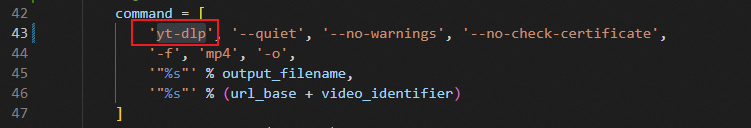 42 command = [
43 'yt-dlp', '--quiet', '--no-warnings', '--no-check-certificate',
44 '-f', 'mp4', '-o',
45 '"%s"' % output_filename,
46 '"%s"' % (url_base + video_identifier)
47 ]